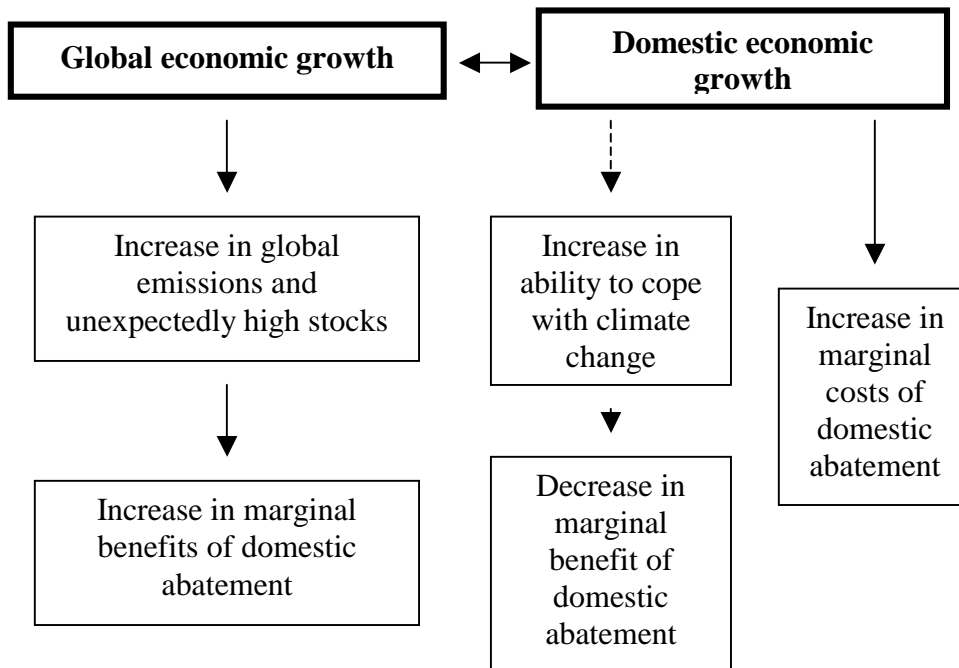 Global economic growth
Domestic economic
growth
Increase in global
emissions and
unexpectedly high stocks
Increase in
ability to cope
with climate
change
Increase in
marginal
costs of
domestic
abatement
Increase in marginal
benefits of domestic
abatement
Decrease in
marginal
benefit of
domestic
abatement